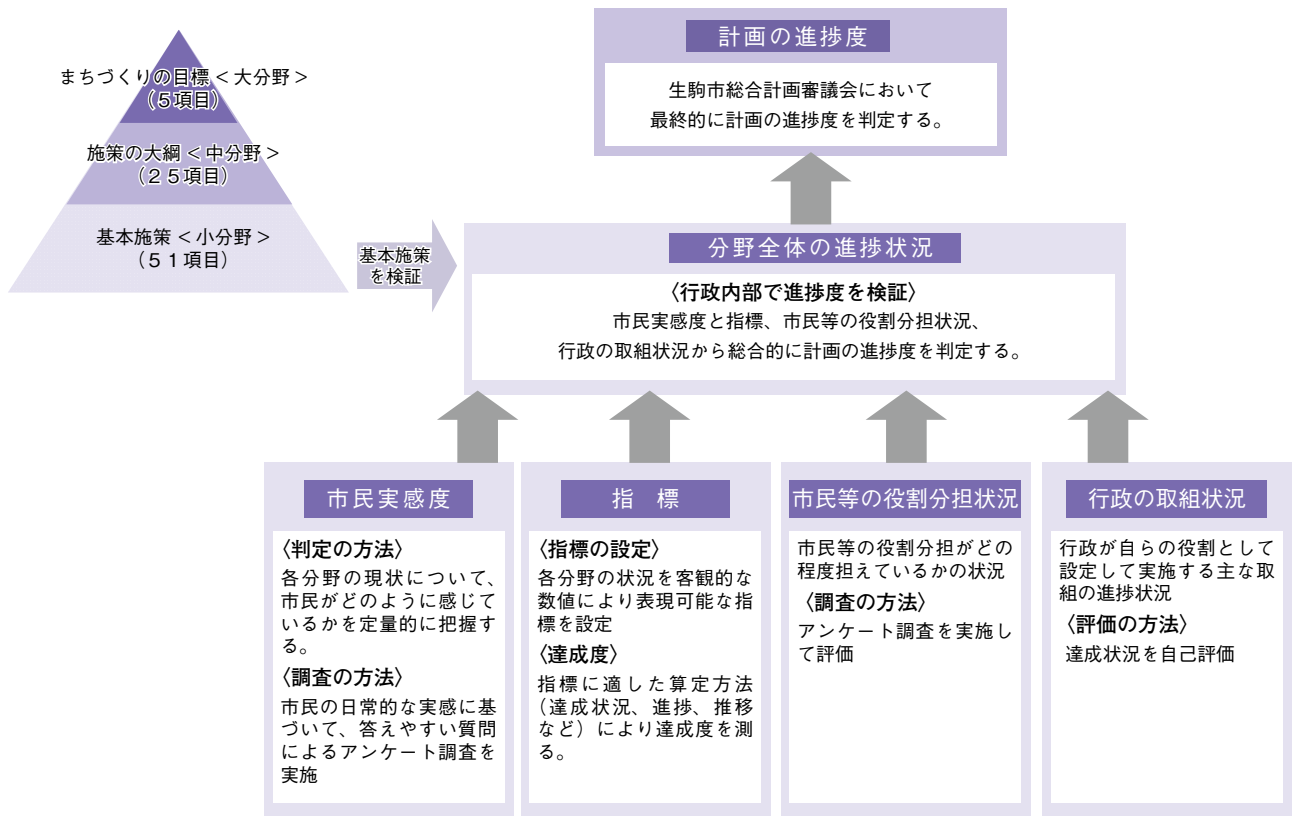 まちづくりの目標<大分野>
(5項目)
施策の大綱<中分野>
(25項目)
基本施策<小分野>
(51項目)
基本施策
を検証
計画の進捗度
生駒市総合計画審議会において
最終的に計画の進捗度を判定する。
分野全体の進捗状況
〈行政内部で進捗度を検証〉
市民実感度と指標、市民等の役割分担状況、
行政の取組状況から総合的に計画の進捗度を判定する。
市民実感度
〈判定の方法〉
各分野の現状について、
市民がどのように感じて
いるかを定量的に把握す
る。
〈調査の方法〉
市民の日常的な実感に基
づいて、答えやすい質問
によるアンケート調査を
実施
指 標
〈指標の設定〉
各分野の状況を客観的な
数値により表現可能な指
標を設定
〈達成度〉
指標に適した算定方法
(達成状況、進捗、推移
など)により達成度を測
る。
市民等の役割分担状況
市民等の役割分担がどの
程度担えているかの状況
〈調査の方法〉
アンケート調査を実施し
て評価
行政の取組状況
行政が自らの役割として
設定して実施する主な取
組の進捗状況
〈評価の方法〉
達成状況を自己評価